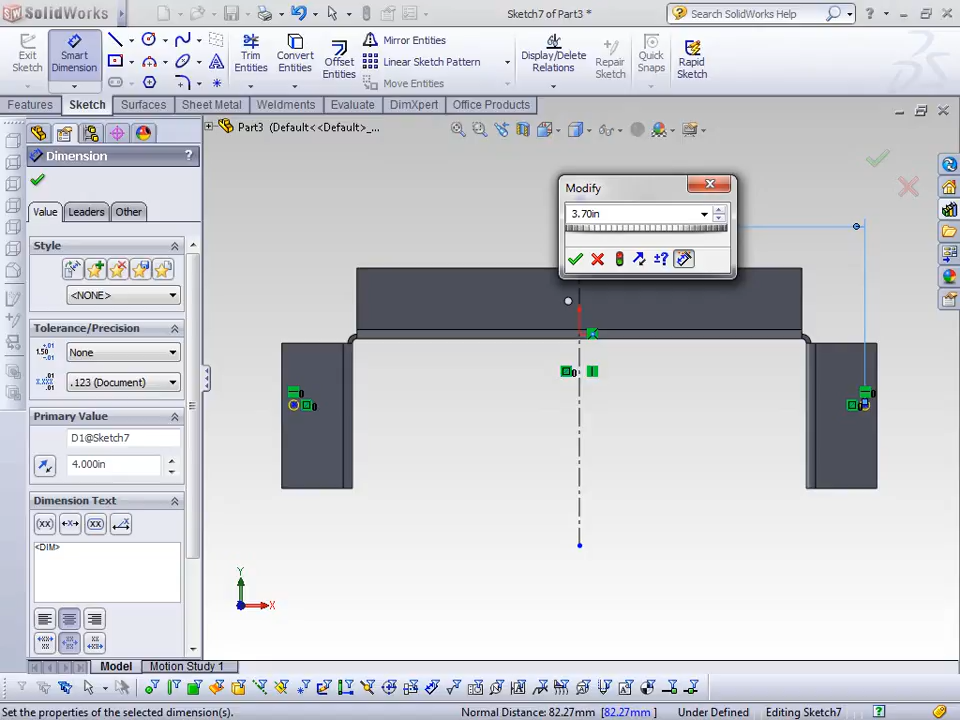 SolidWorks
Sketch7 of Part3 *
Search SolidWorks Help
Exit Sketch
Smart Dimension
Trim Entities
Convert Entities
Offset Entities
Mirror Entities
Linear Sketch Pattern
Move Entities
Display/Delete Relations
Repair Sketch
Quick Snaps
Rapid Sketch
Features
Sketch
Surfaces
Sheet Metal
Weldments
Evaluate
DimXpert
Office Products
Part3 (Default<<Default>_...
Dimension
?
Value
Leaders
Other
Style
<NONE>
Tolerance/Precision
None
.123 (Document)
Primary Value
D1@Sketch7
4.000in
Dimension Text
<DIM>
Modify
3.70in
Y
X
Model
Motion Study 1
Set the properties of the selected dimension(s).
Normal Distance: 82.27mm [82.27mm]
Under Defined
Editing Sketch7